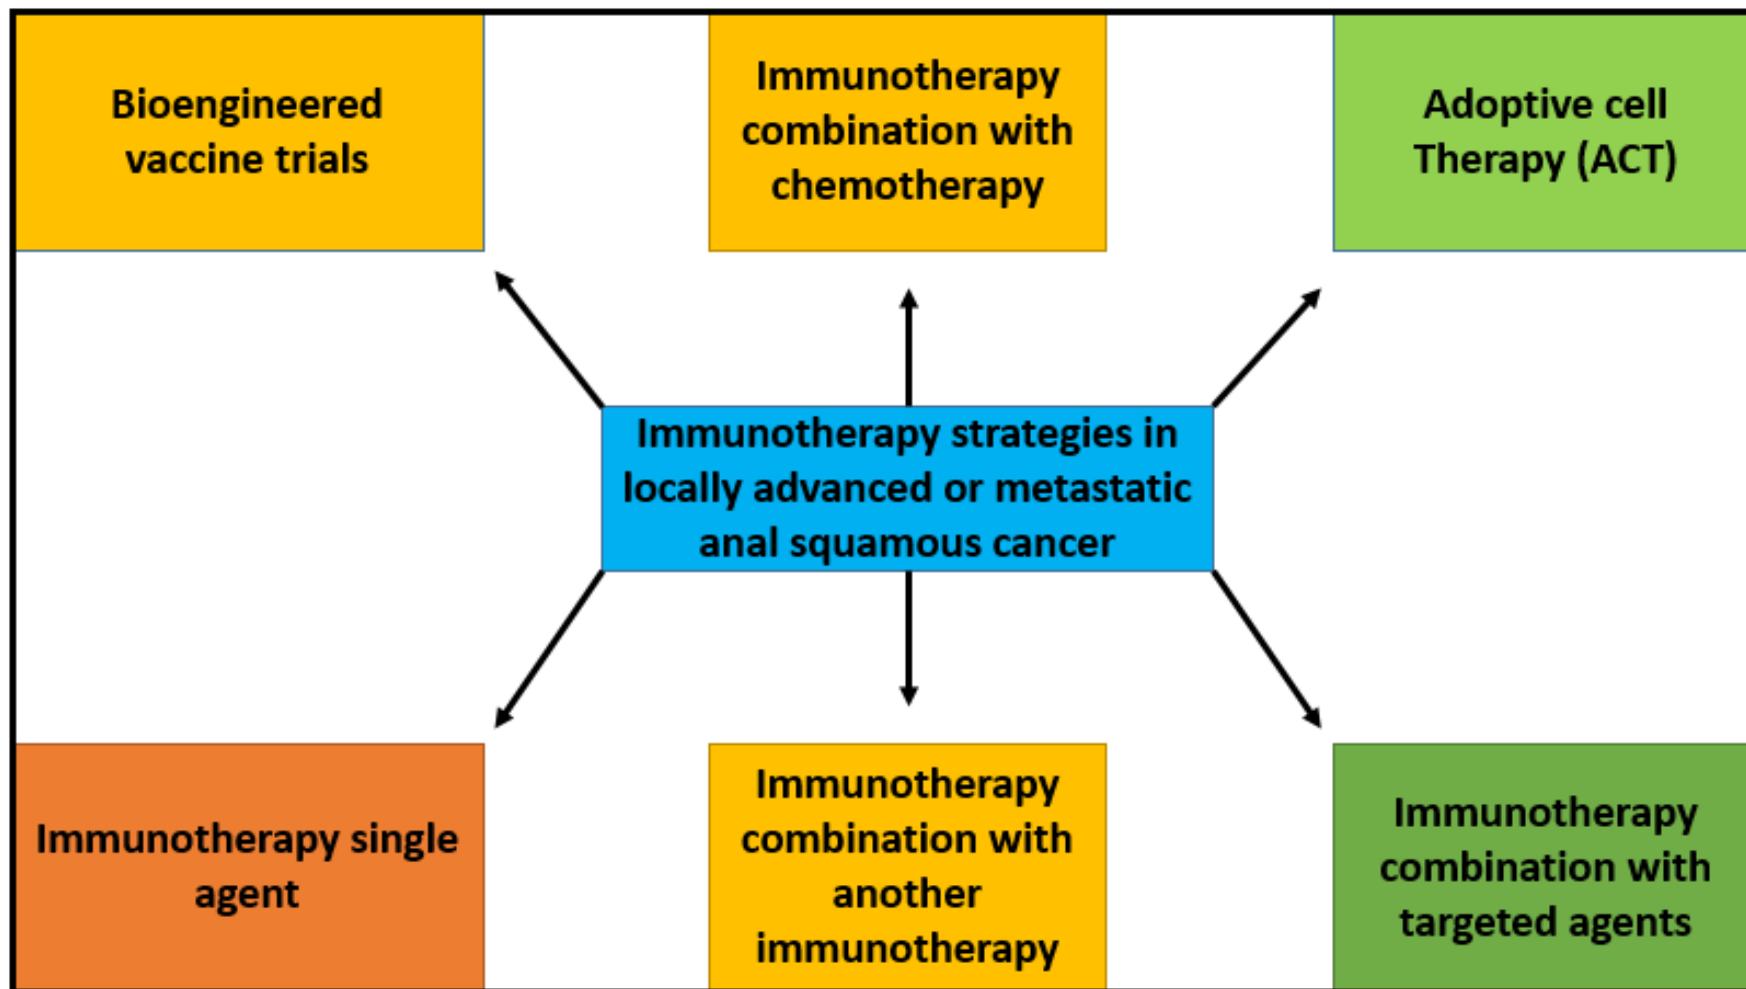 Bioengineered
vaccine trials
Immunotherapy
combination with
chemotherapy
Adoptive cell
Therapy (ACT)
Immunotherapy strategies in
locally advanced or metastatic
anal squamous cancer
Immunotherapy single
agent
Immunotherapy
combination with
another
immunotherapy
Immunotherapy
combination with
targeted agents